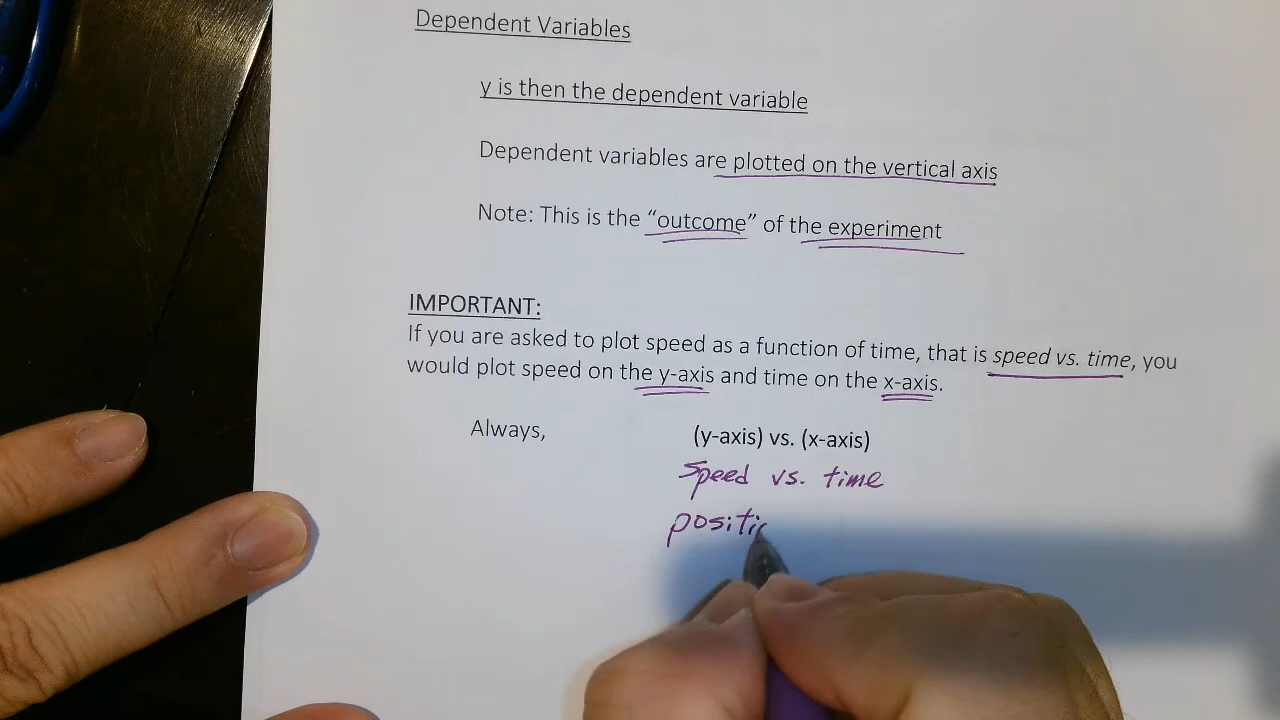 Dependent Variables
y is then the dependent variable
Dependent variables are plotted on the vertical axis
Note: This is the “outcome” of the experiment
IMPORTANT:
If you are asked to plot speed as a function of time, that is speed vs. time, you
would plot speed on the y-axis and time on the x-axis.
Always, (y-axis) vs. (x-axis)
Speed vs. time
positi